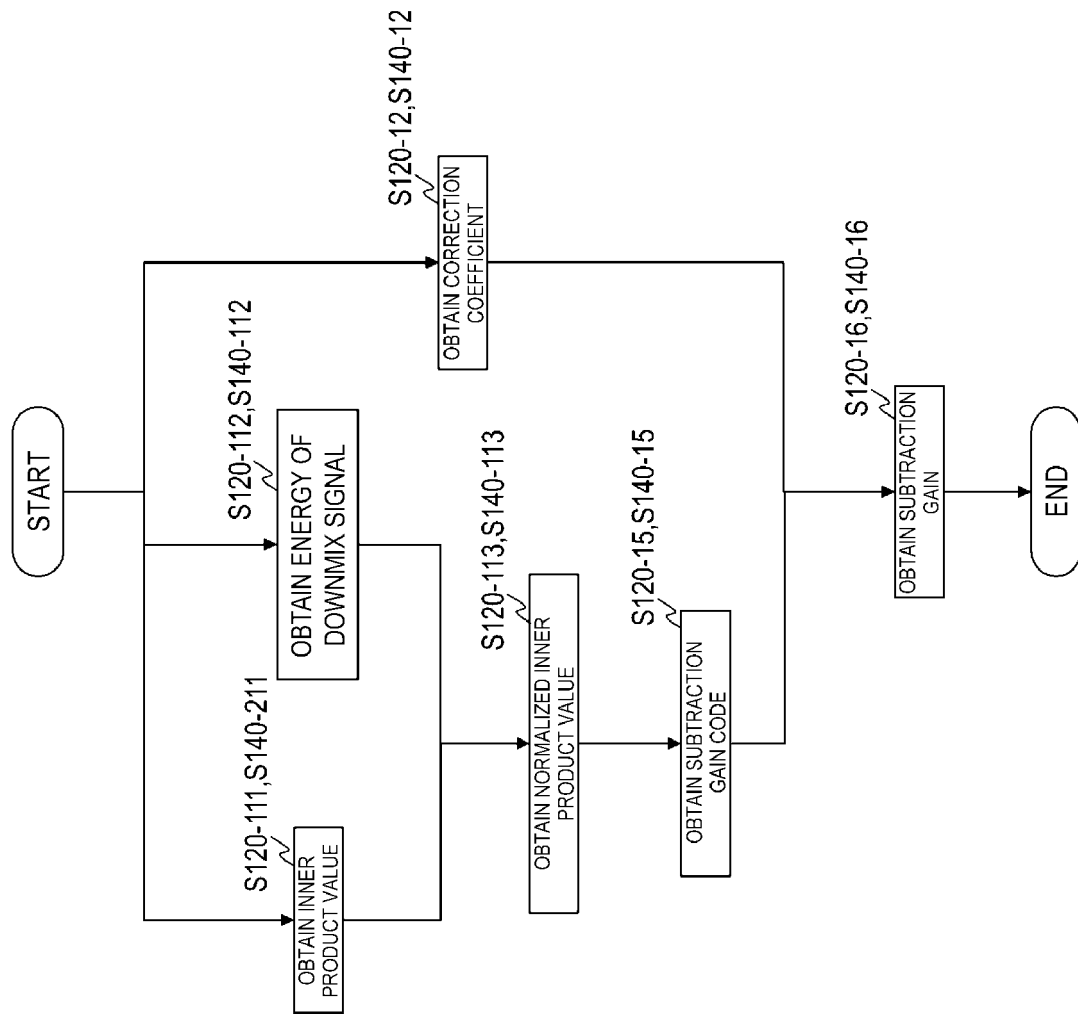 START
S120-111,S140-211
OBTAIN INNER
PRODUCT VALUE
S120-112,S140-112
OBTAIN ENERGY OF
DOWNMIX SIGNAL
S120-12,S140-12
OBTAIN CORRECTION
COEFFICIENT
S120-113,S140-113
OBTAIN NORMALIZED INNER
PRODUCT VALUE
S120-15,S140-15
OBTAIN SUBTRACTION
GAIN CODE
S120-16,S140-16
OBTAIN SUBTRACTION
GAIN
END